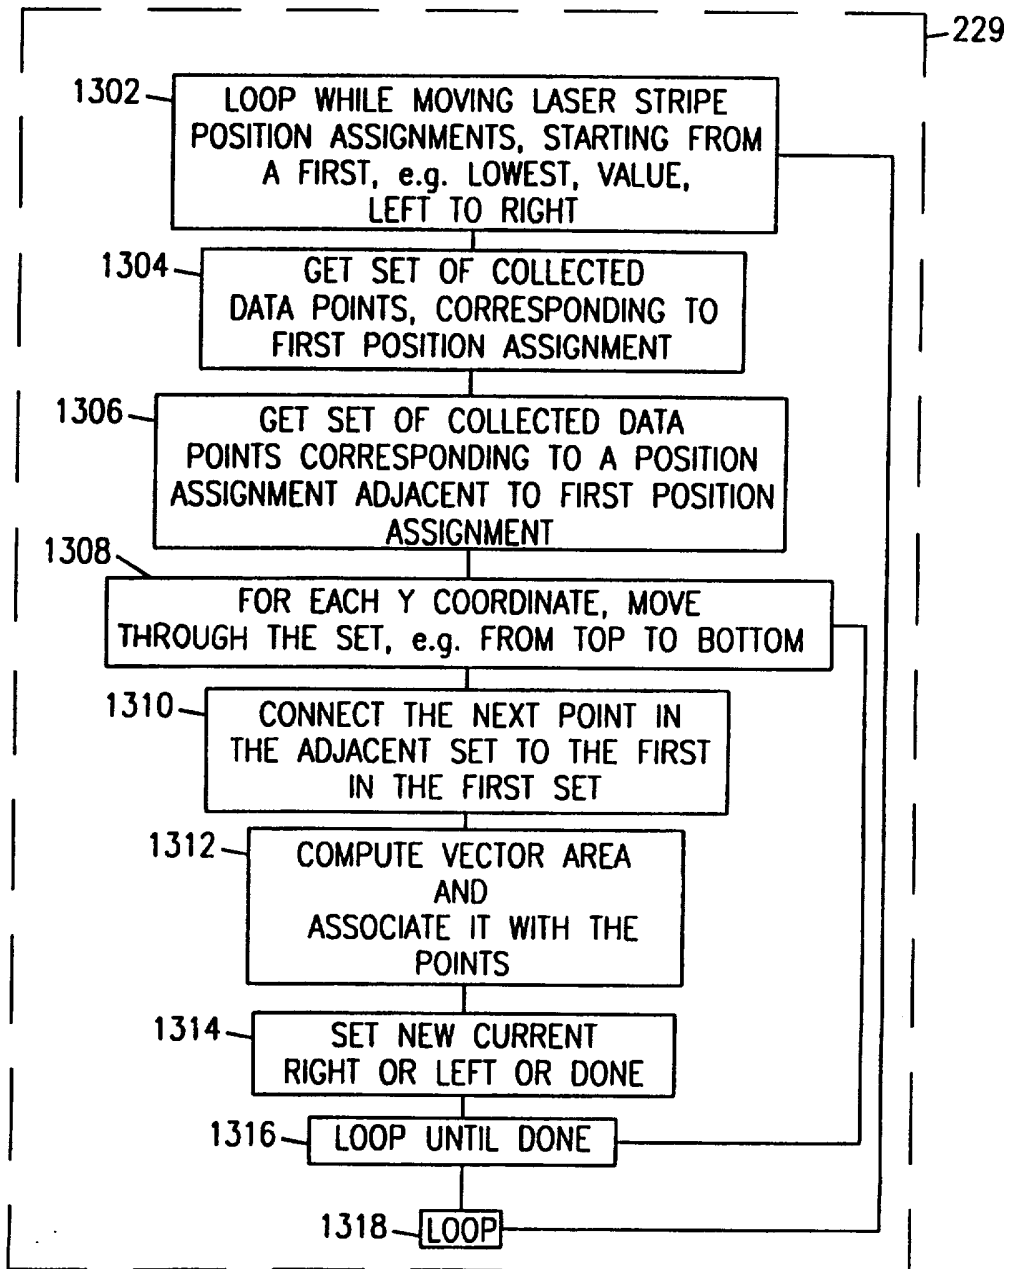 229
1302
LOOP WHILE MOVING LASER STRIPE
POSITION ASSIGNMENTS, STARTING FROM
A FIRST, e.g. LOWEST, VALUE,
LEFT TO RIGHT
1304
GET SET OF COLLECTED
DATA POINTS, CORRESPONDING TO
FIRST POSITION ASSIGNMENT
1306
GET SET OF COLLECTED DATA
POINTS CORRESPONDING TO A POSITION
ASSIGNMENT ADJACENT TO FIRST POSITION
ASSIGNMENT
1308
FOR EACH Y COORDINATE, MOVE
THROUGH THE SET, e.g. FROM TOP TO BOTTOM
1310
CONNECT THE NEXT POINT IN
THE ADJACENT SET TO THE FIRST
IN THE FIRST SET
1312
COMPUTE VECTOR AREA
AND
ASSOCIATE IT WITH THE
POINTS
1314
SET NEW CURRENT
RIGHT OR LEFT OR DONE
1316
LOOP UNTIL DONE
1318
LOOP